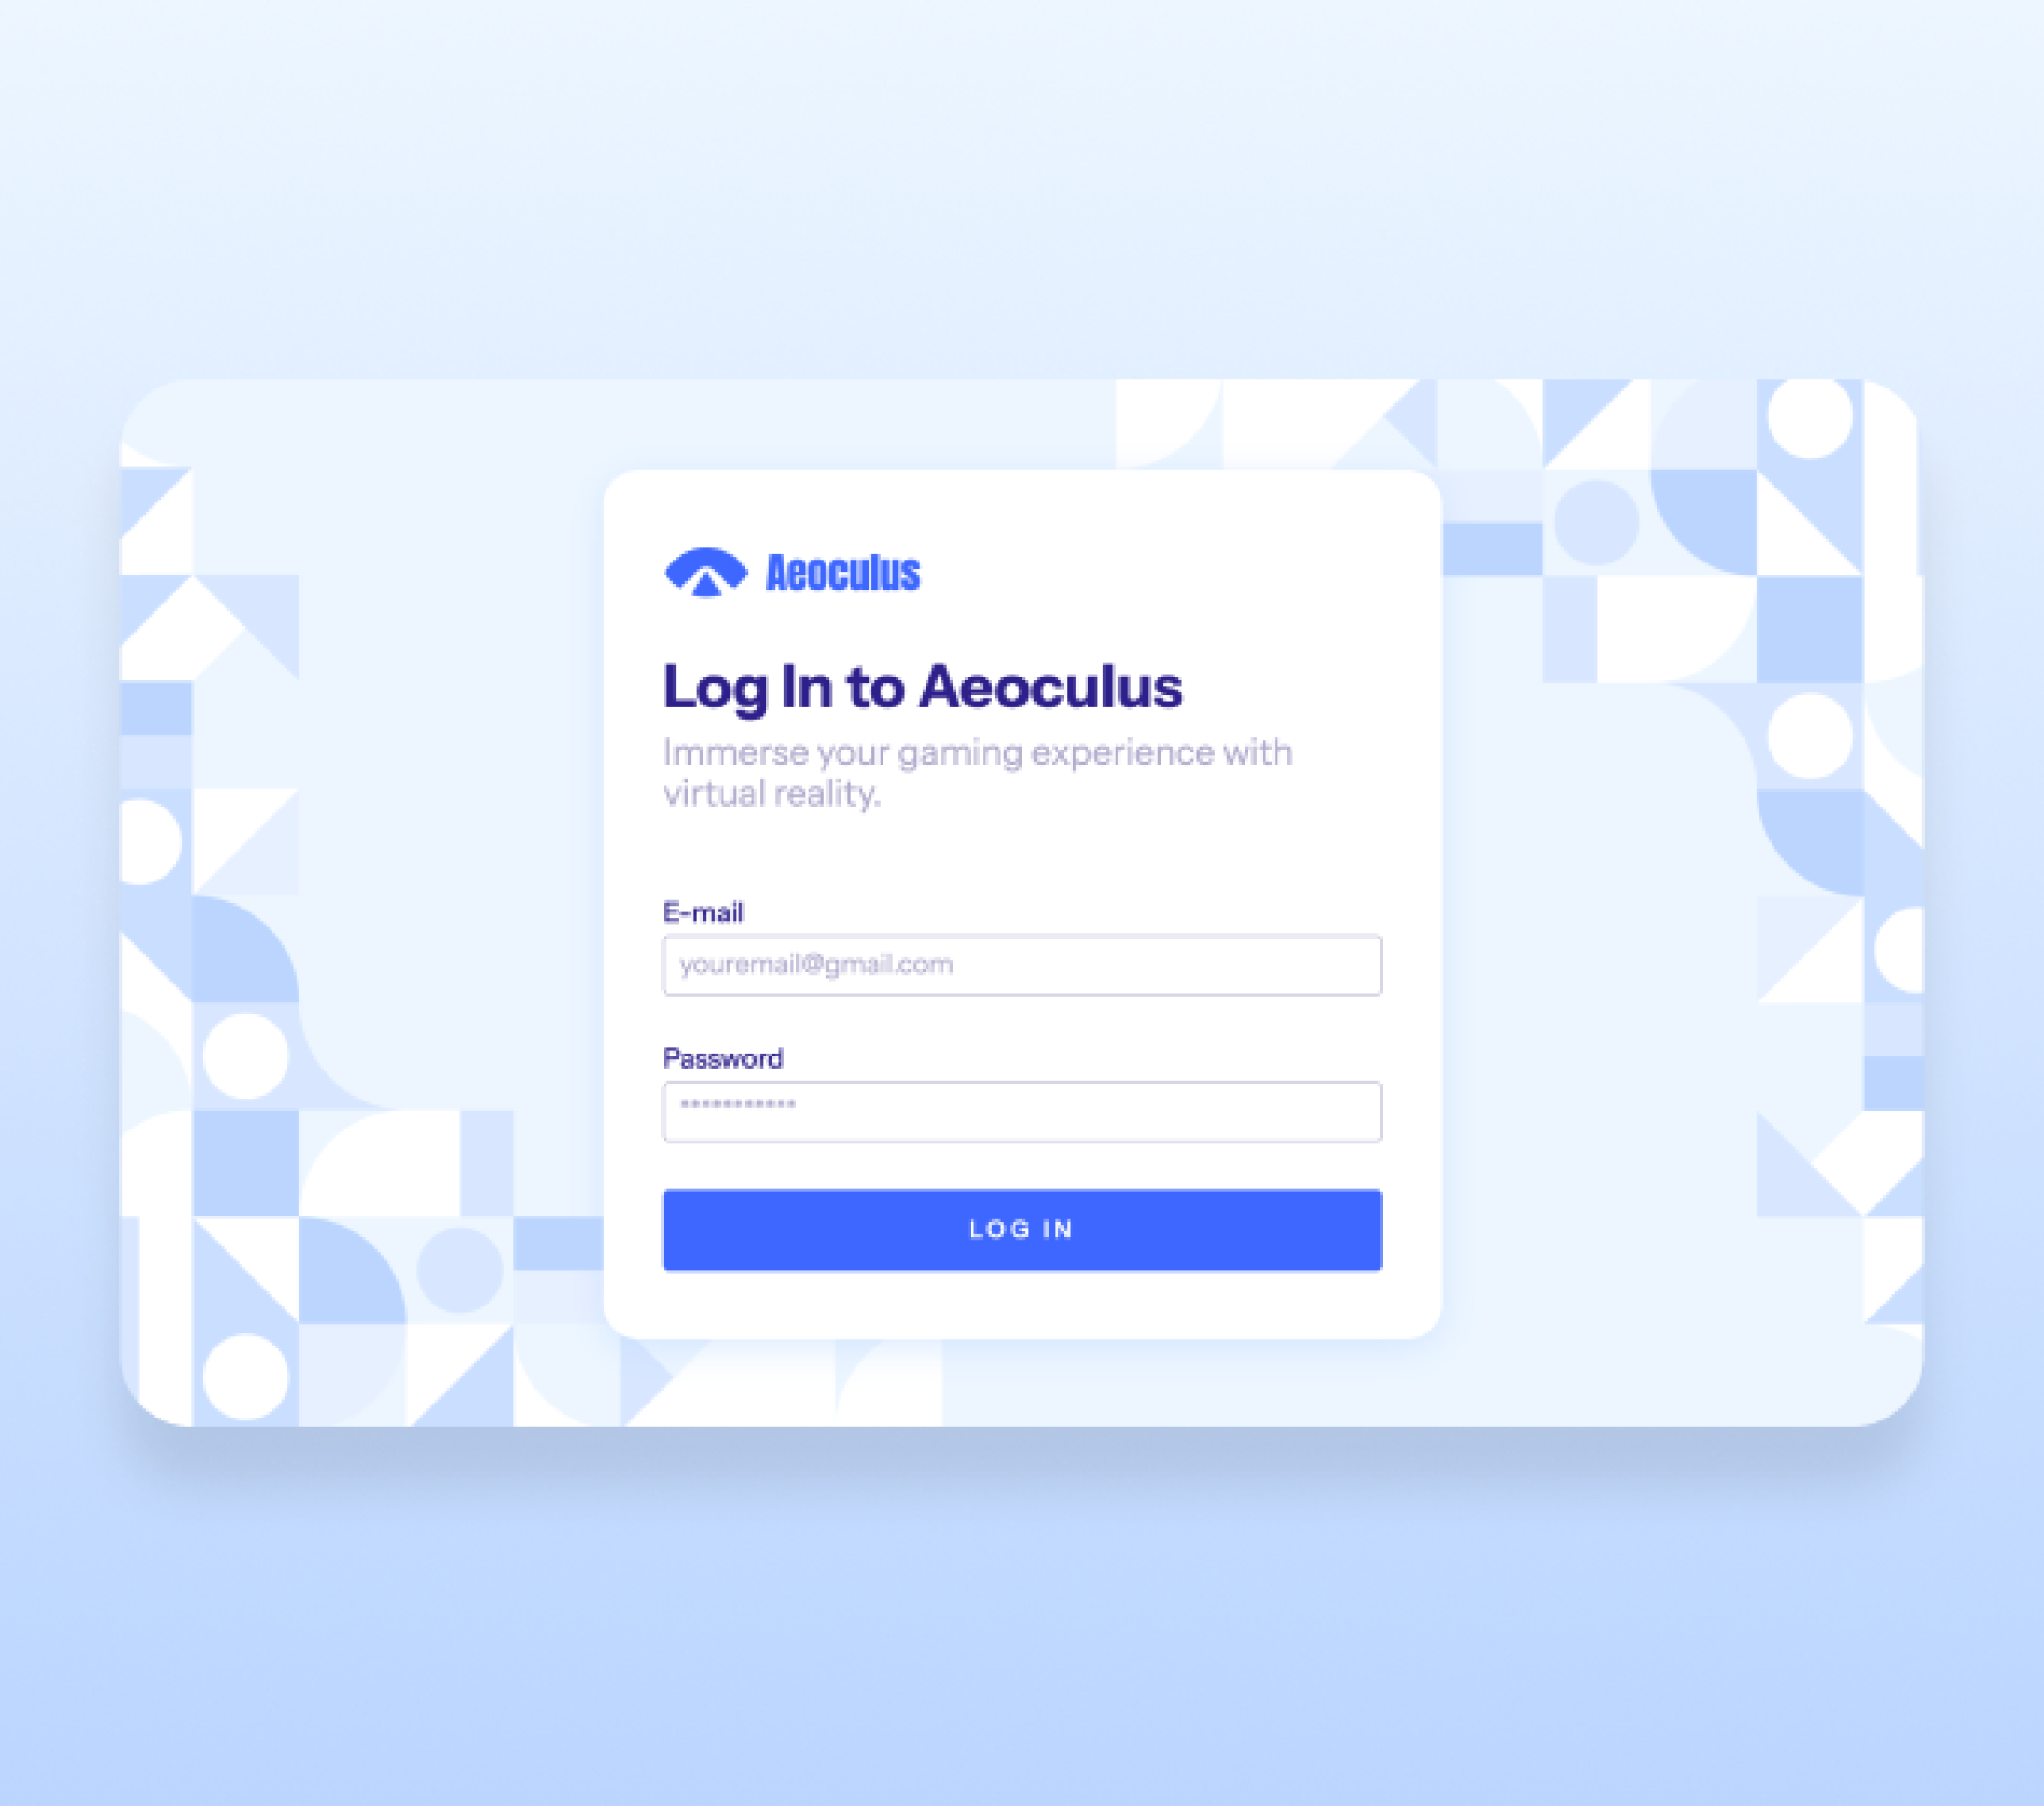 Aeoculus
Log In to Aeoculus
Immerse your gaming experience with
virtual reality.
E-mail
youremail@gmail.com
Password
***********
LOG IN